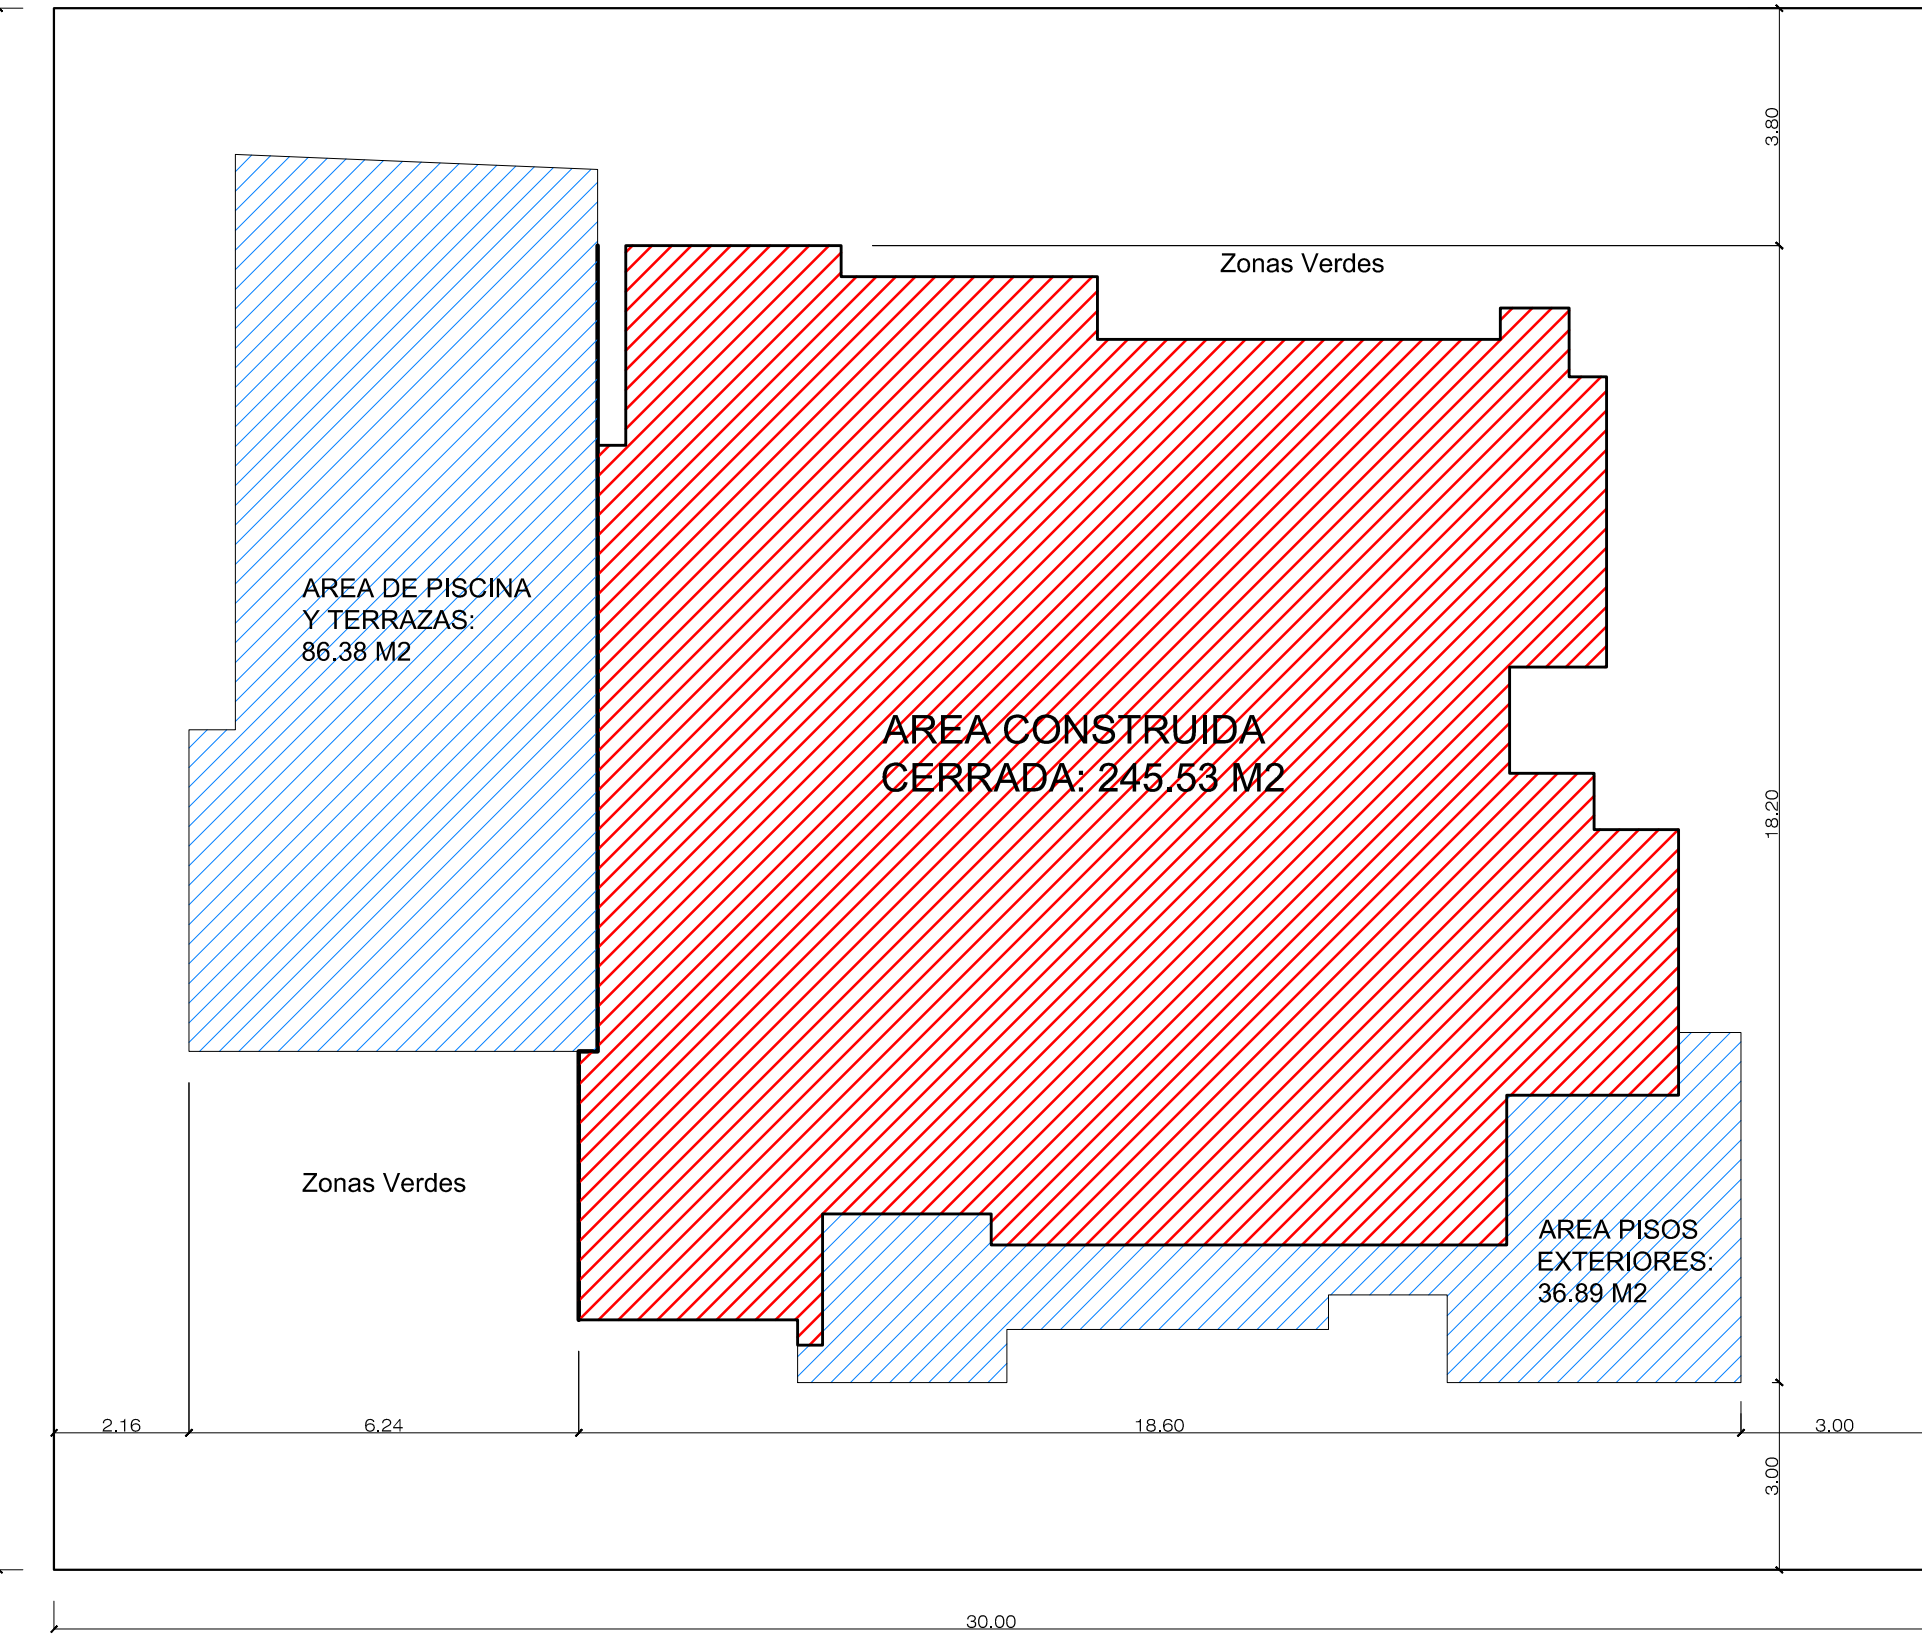 3.80
Zonas Verdes
AREA DE PISCINA
Y TERRAZAS:
86.38 M2
AREA CONSTRUIDA
CERRADA: 245.53 M2
18.20
Zonas Verdes
AREA PISOS
EXTERIORES:
36.89 M2
2.16
6.24
18.60
3.00
3.00
30.00